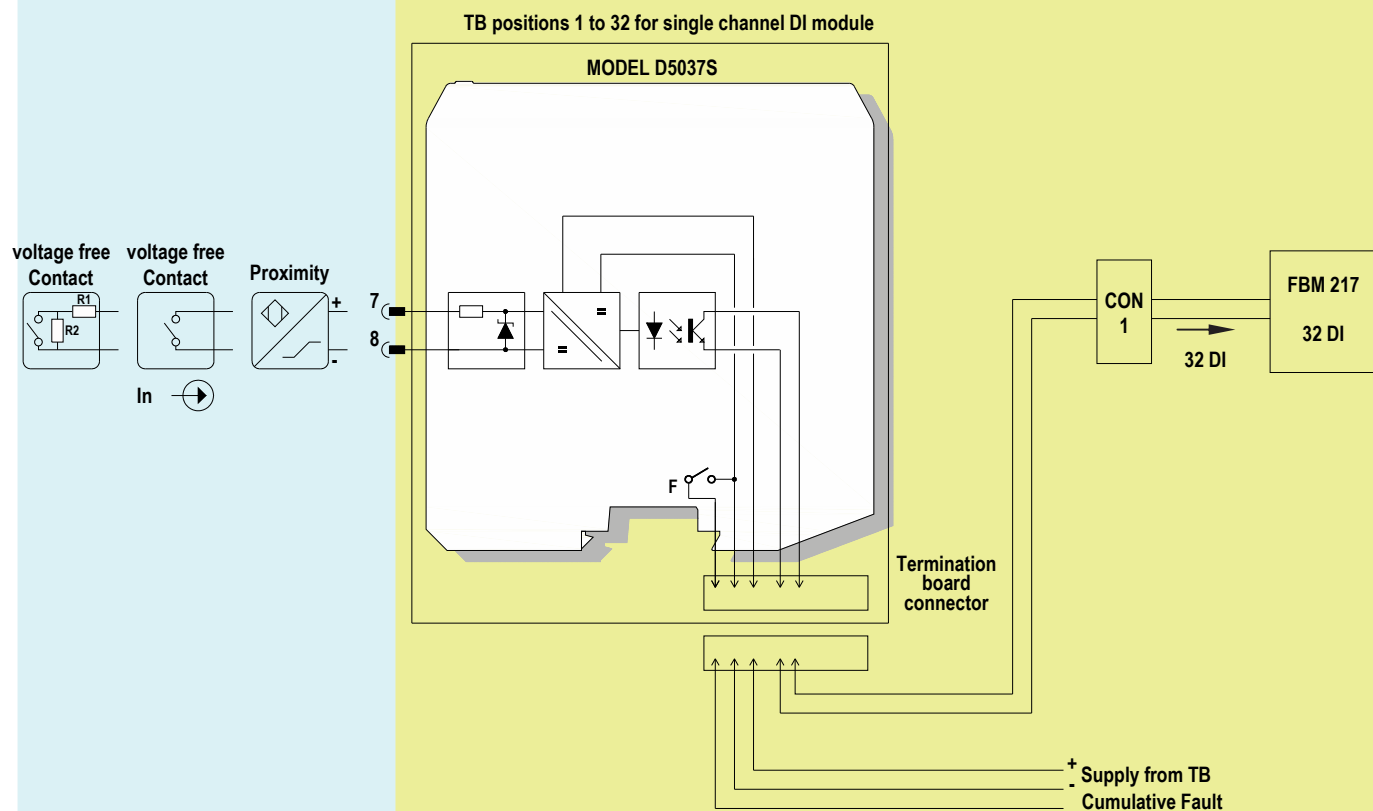 TB positions 1 to 32 for single channel DI module
MODEL D5037S
voltage free
Contact
R1
R2
voltage free
Contact
In
Proximity
+
-
7
8
=
=
F
Termination
board
connector
CON
1
32 DI
FBM 217
32 DI
+
-
Supply from TB
Cumulative Fault